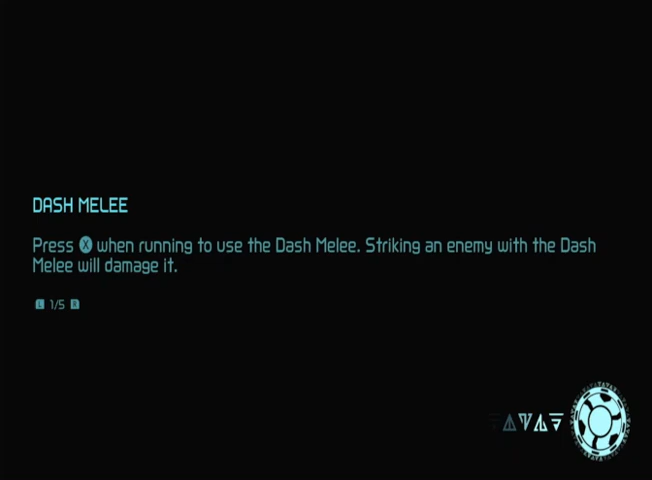 DASH MELEE
Press X when running to use the Dash Melee. Striking an enemy with the Dash
Melee will damage it.
L 1/5 R